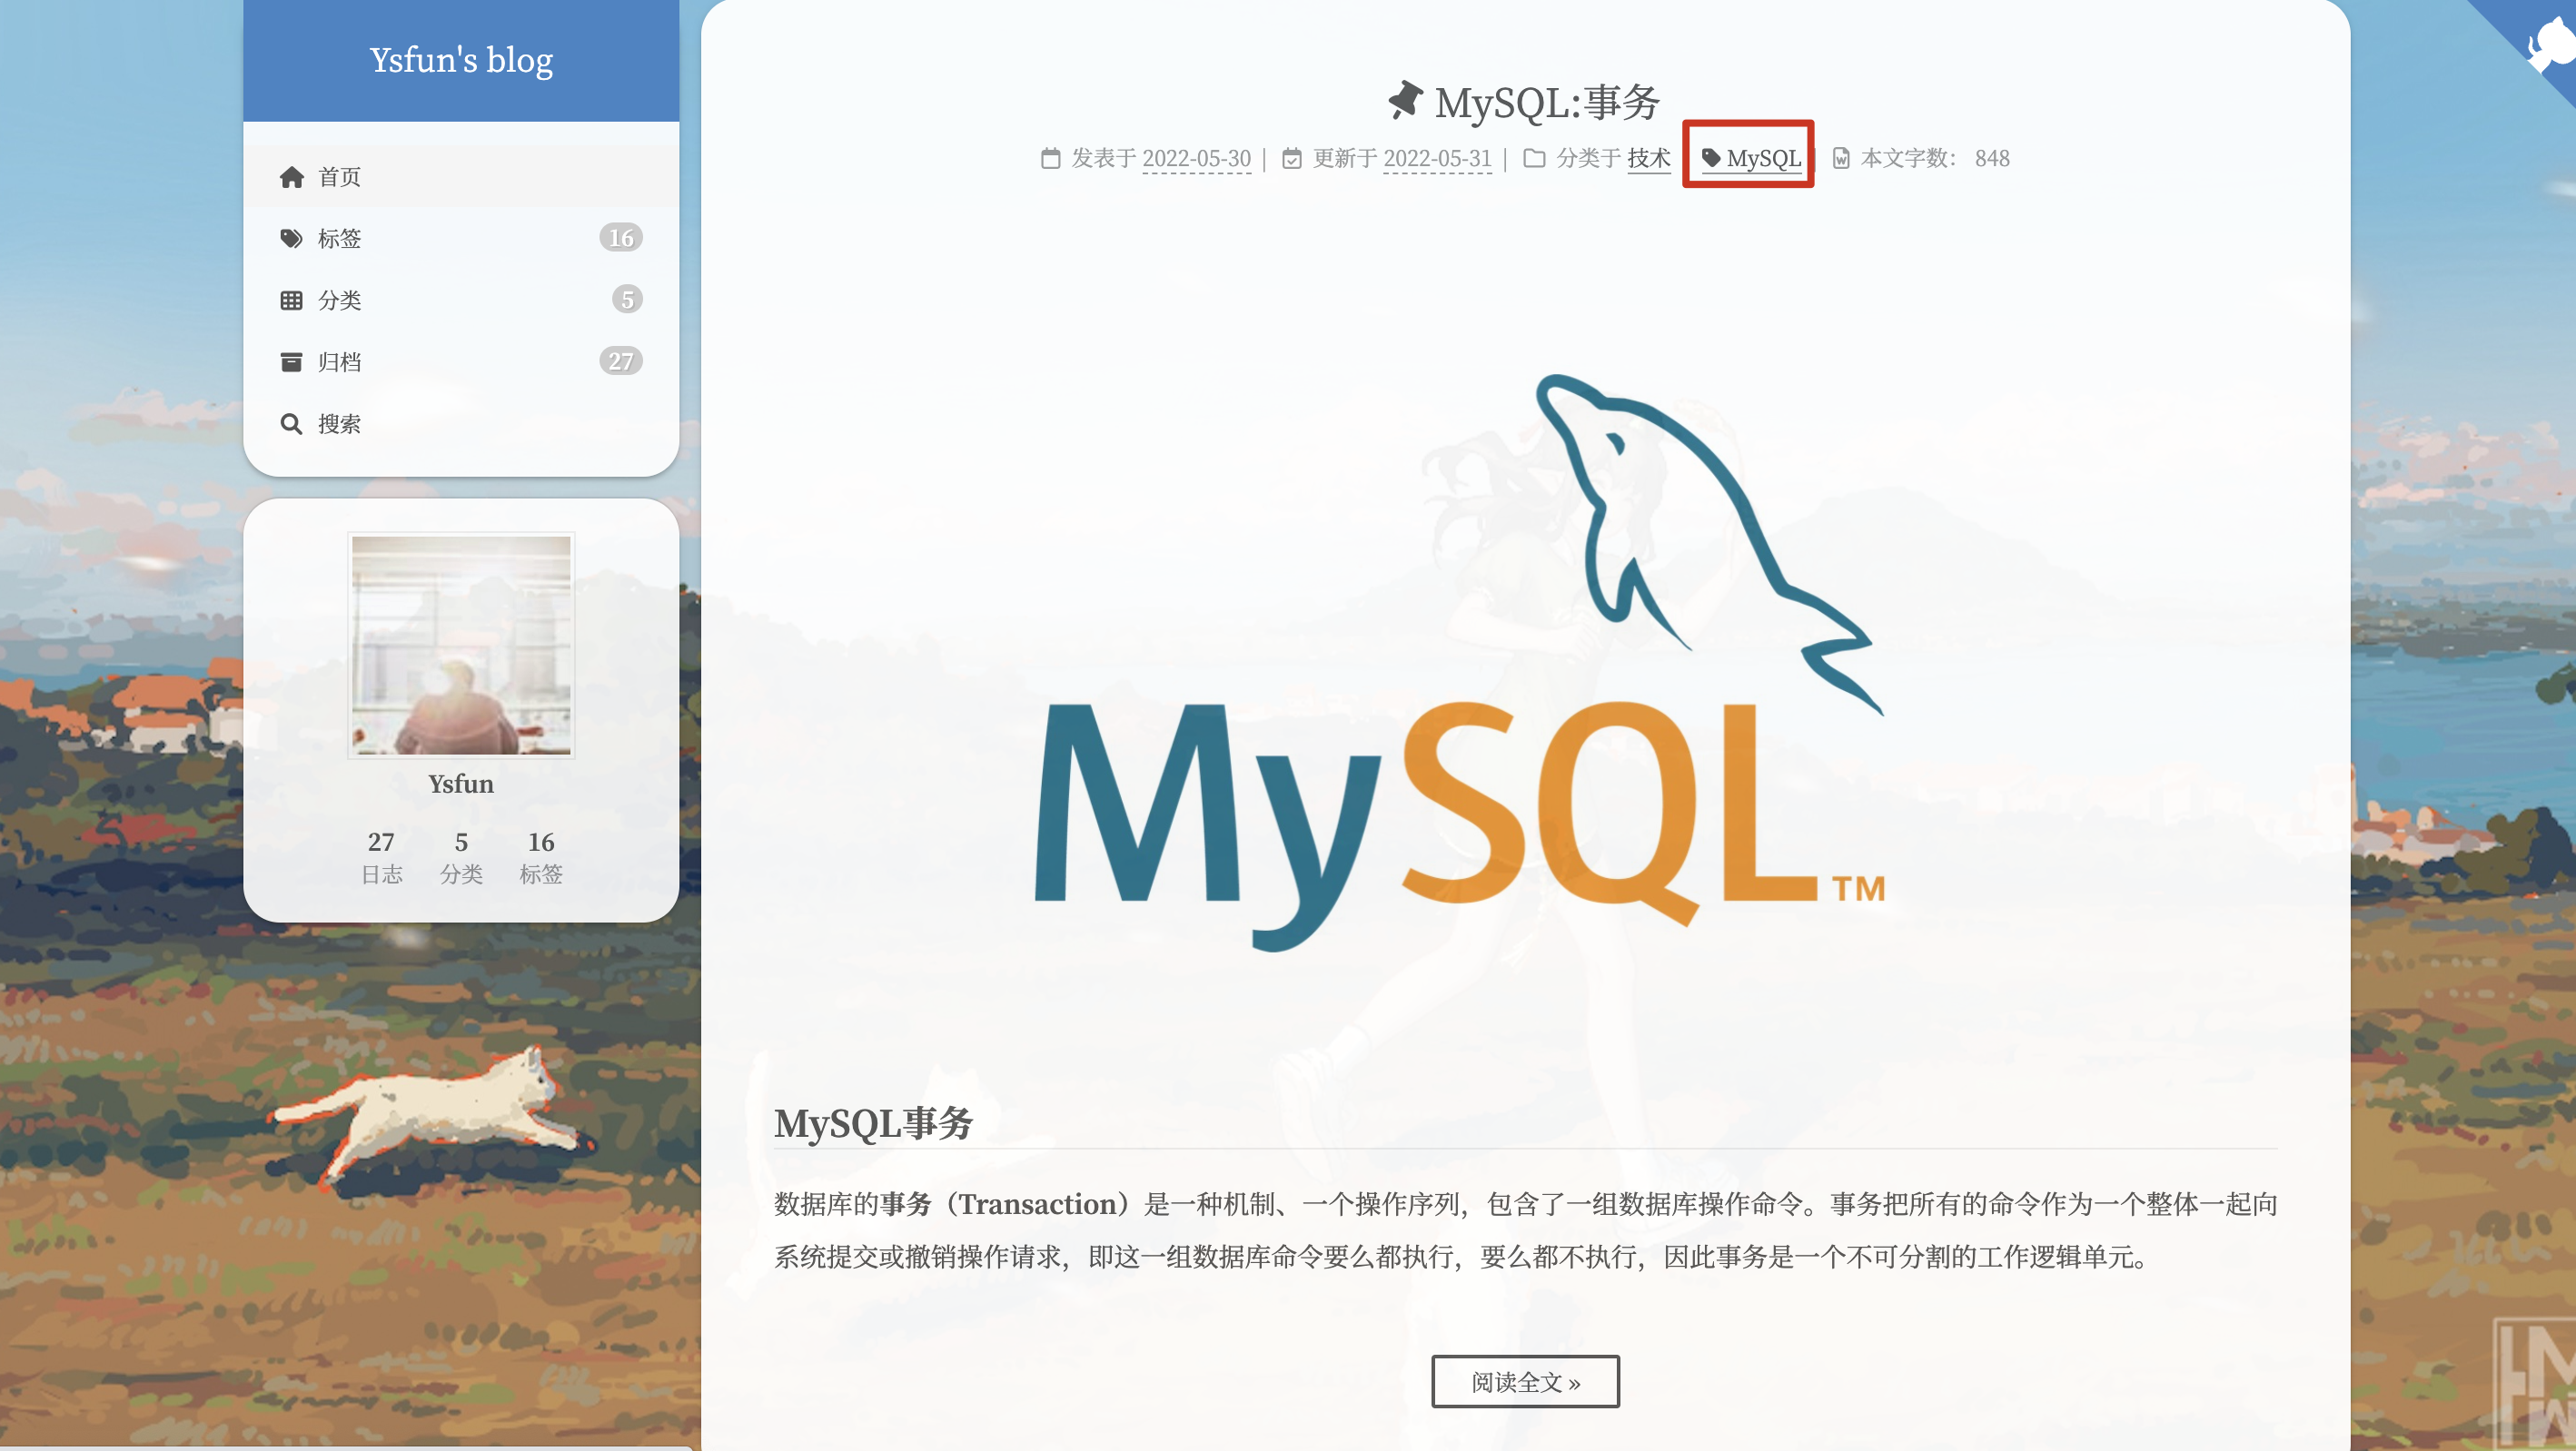 Ysfun's blog
首页
标签 16
分类 5
归档 27
搜索
Ysfun
27 5 16
日志 分类 标签
MySQL:事务
发表于 2022-05-30 | 更新于 2022-05-31 | 分类于 技术 MySQL 本文字数： 848
MySQL TM
MySQL事务
数据库的事务（Transaction）是一种机制、一个操作序列，包含了一组数据库操作命令。事务把所有的命令作为一个整体一起向
系统提交或撤销操作请求，即这一组数据库命令要么都执行，要么都不执行，因此事务是一个不可分割的工作逻辑单元。
阅读全文 »